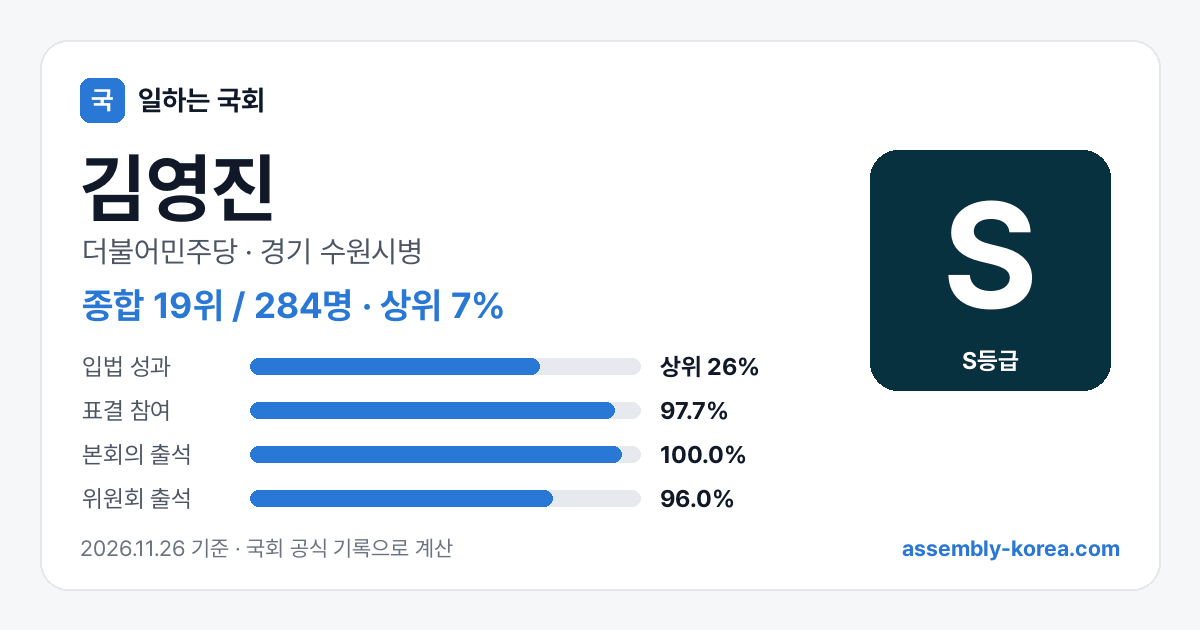 국 일하는 국회
김영진
더불어민주당 · 경기 수원시병
종합 19위 / 284명 · 상위 7%
S
S등급
입법 성과 상위 26%
표결 참여 97.7%
본회의 출석 100.0%
위원회 출석 96.0%
2026.11.26 기준 · 국회 공식 기록으로 계산
assembly-korea.com